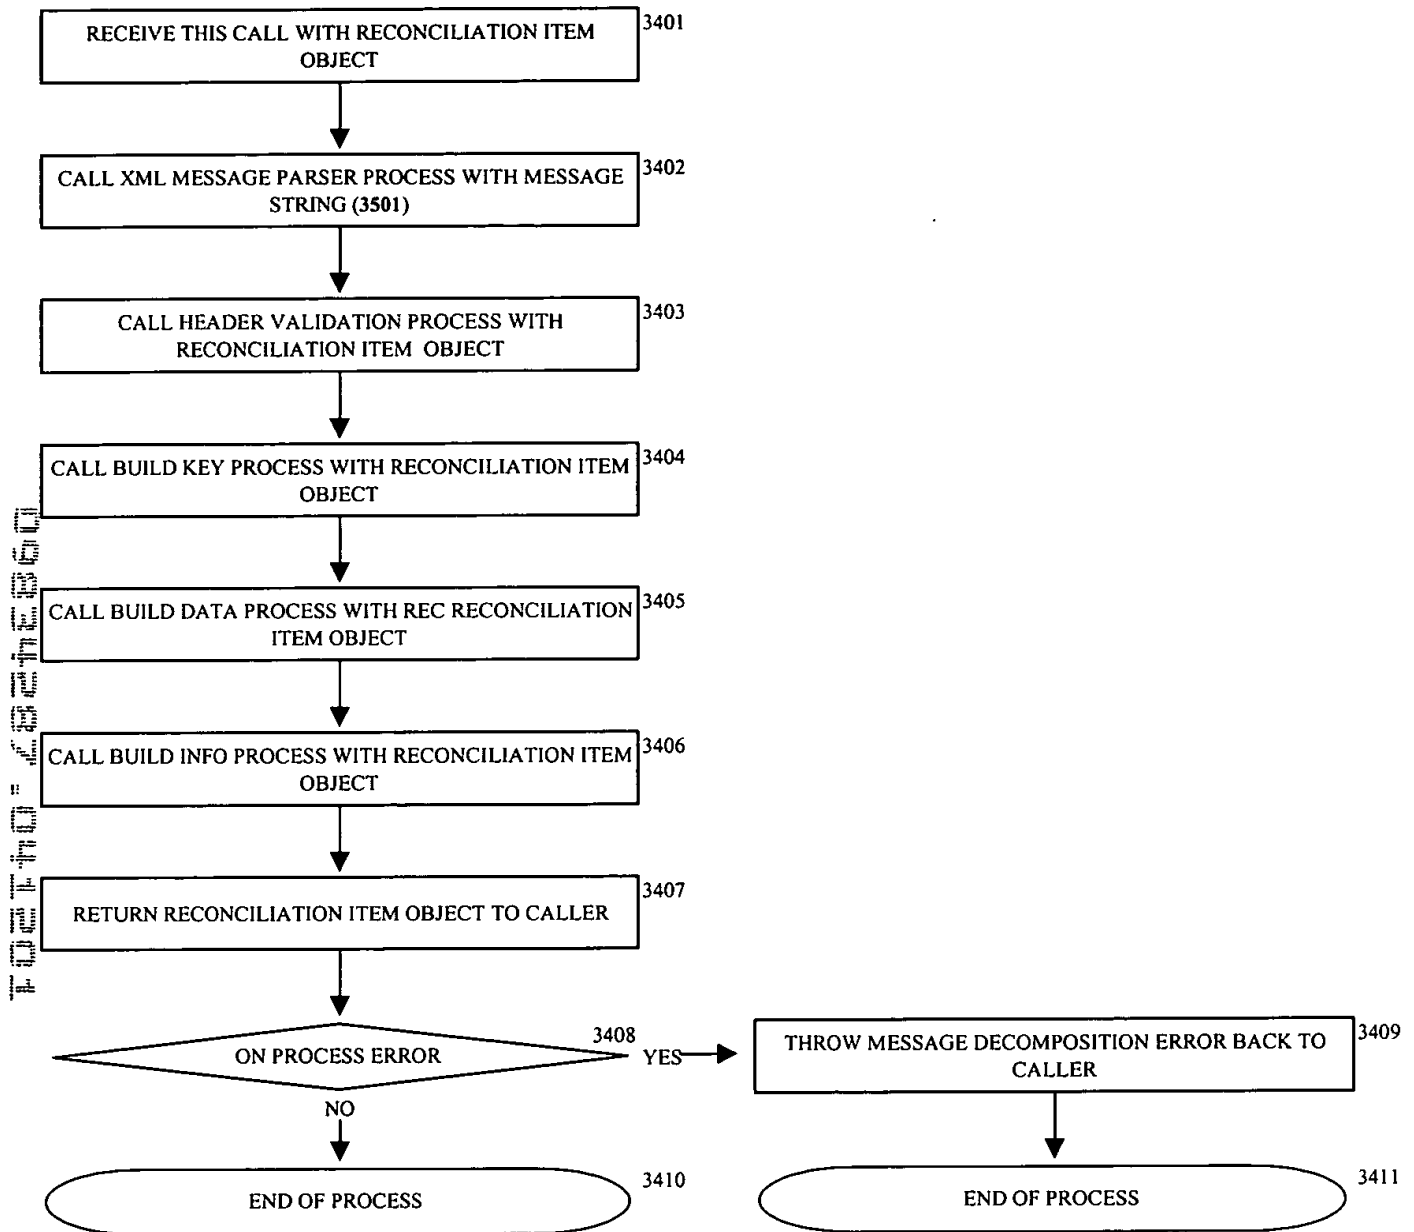 RECEIVE THIS CALL WITH RECONCILIATION ITEM
OBJECT
3401
CALL XML MESSAGE PARSER PROCESS WITH MESSAGE
STRING (3501)
3402
CALL HEADER VALIDATION PROCESS WITH
RECONCILIATION ITEM OBJECT
3403
CALL BUILD KEY PROCESS WITH RECONCILIATION ITEM
OBJECT
3404
CALL BUILD DATA PROCESS WITH REC RECONCILIATION
ITEM OBJECT
3405
CALL BUILD INFO PROCESS WITH RECONCILIATION ITEM
OBJECT
3406
RETURN RECONCILIATION ITEM OBJECT TO CALLER
3407
ON PROCESS ERROR
3408
YES
THROW MESSAGE DECOMPOSITION ERROR BACK TO
CALLER
3409
NO
END OF PROCESS
3410
END OF PROCESS
3411